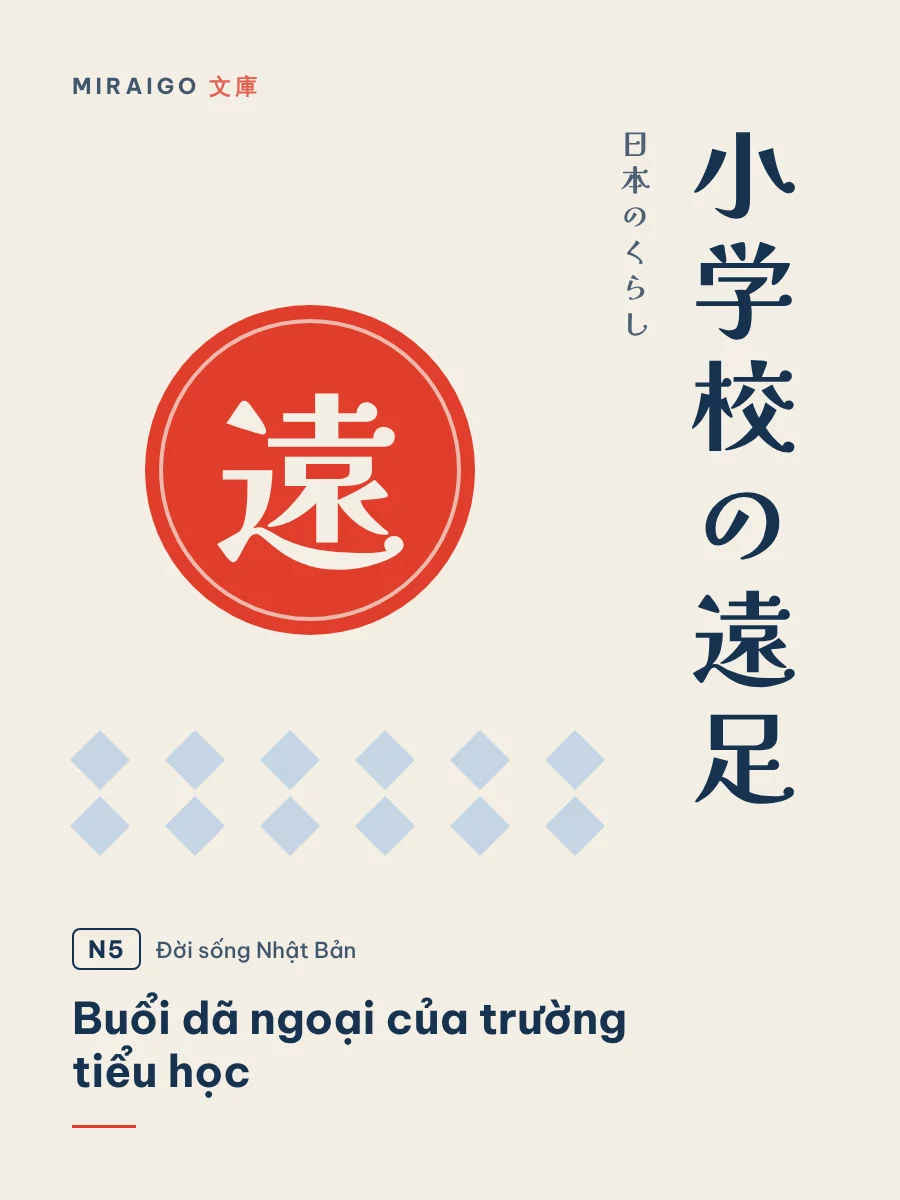 MIRAIGO 文庫
小学校の遠足
日本のくらし
遠
N5 Đời sống Nhật Bản
Buổi dã ngoại của trường
tiểu học